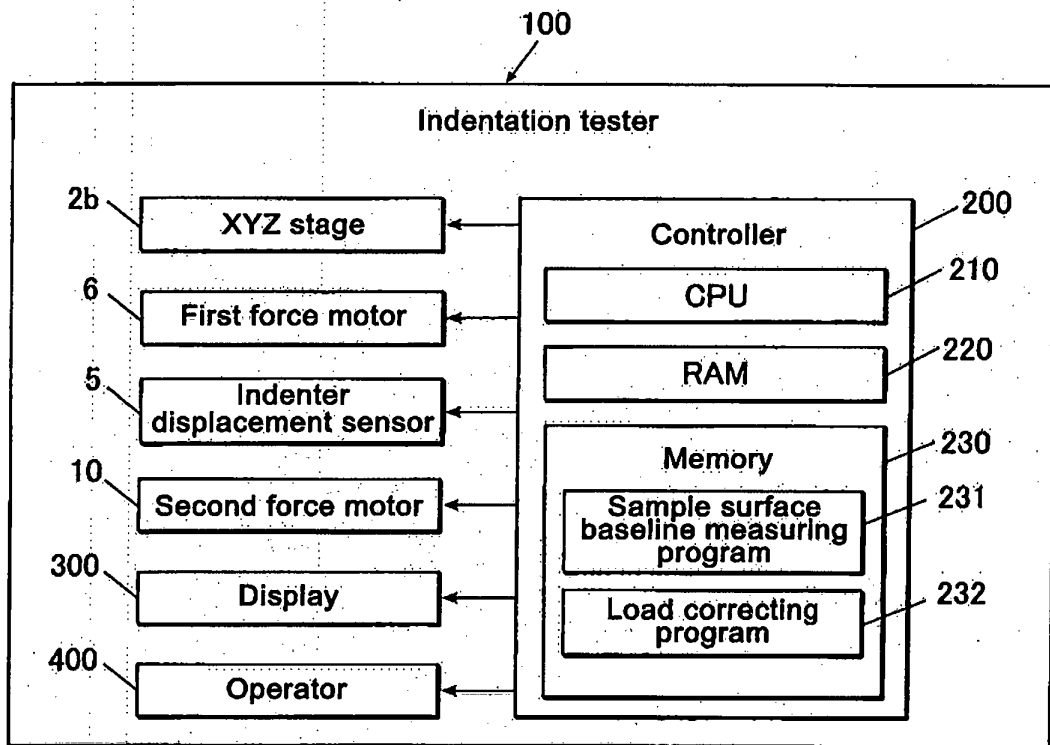 100
Indentation tester
2b
XYZ stage
6
First force motor
5
Indenter
displacement sensor
10
Second force motor
300
Display
400
Operator
200
Controller
210
CPU
220
RAM
230
Memory
231
Sample surface
baseline measuring
program
232
Load correcting
program